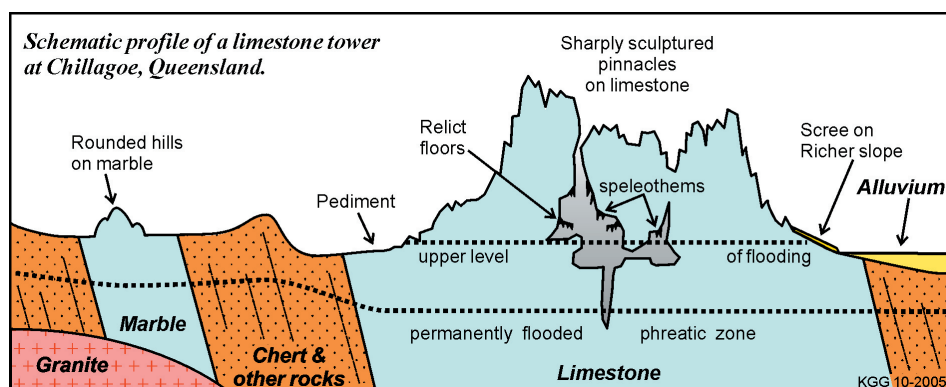 Schematic profile of a limestone tower
at Chillagoe, Queensland.
Sharply sculptured
pinnacles
on limestone
Rounded hills
on marble
Relict
floors
Scree on
Richer slope
speleothems
Alluvium
Pediment
upper level
of flooding
Marble
permanently flooded
phreatic zone
Granite
Chert &
other rocks
Limestone
KGG 10-2005